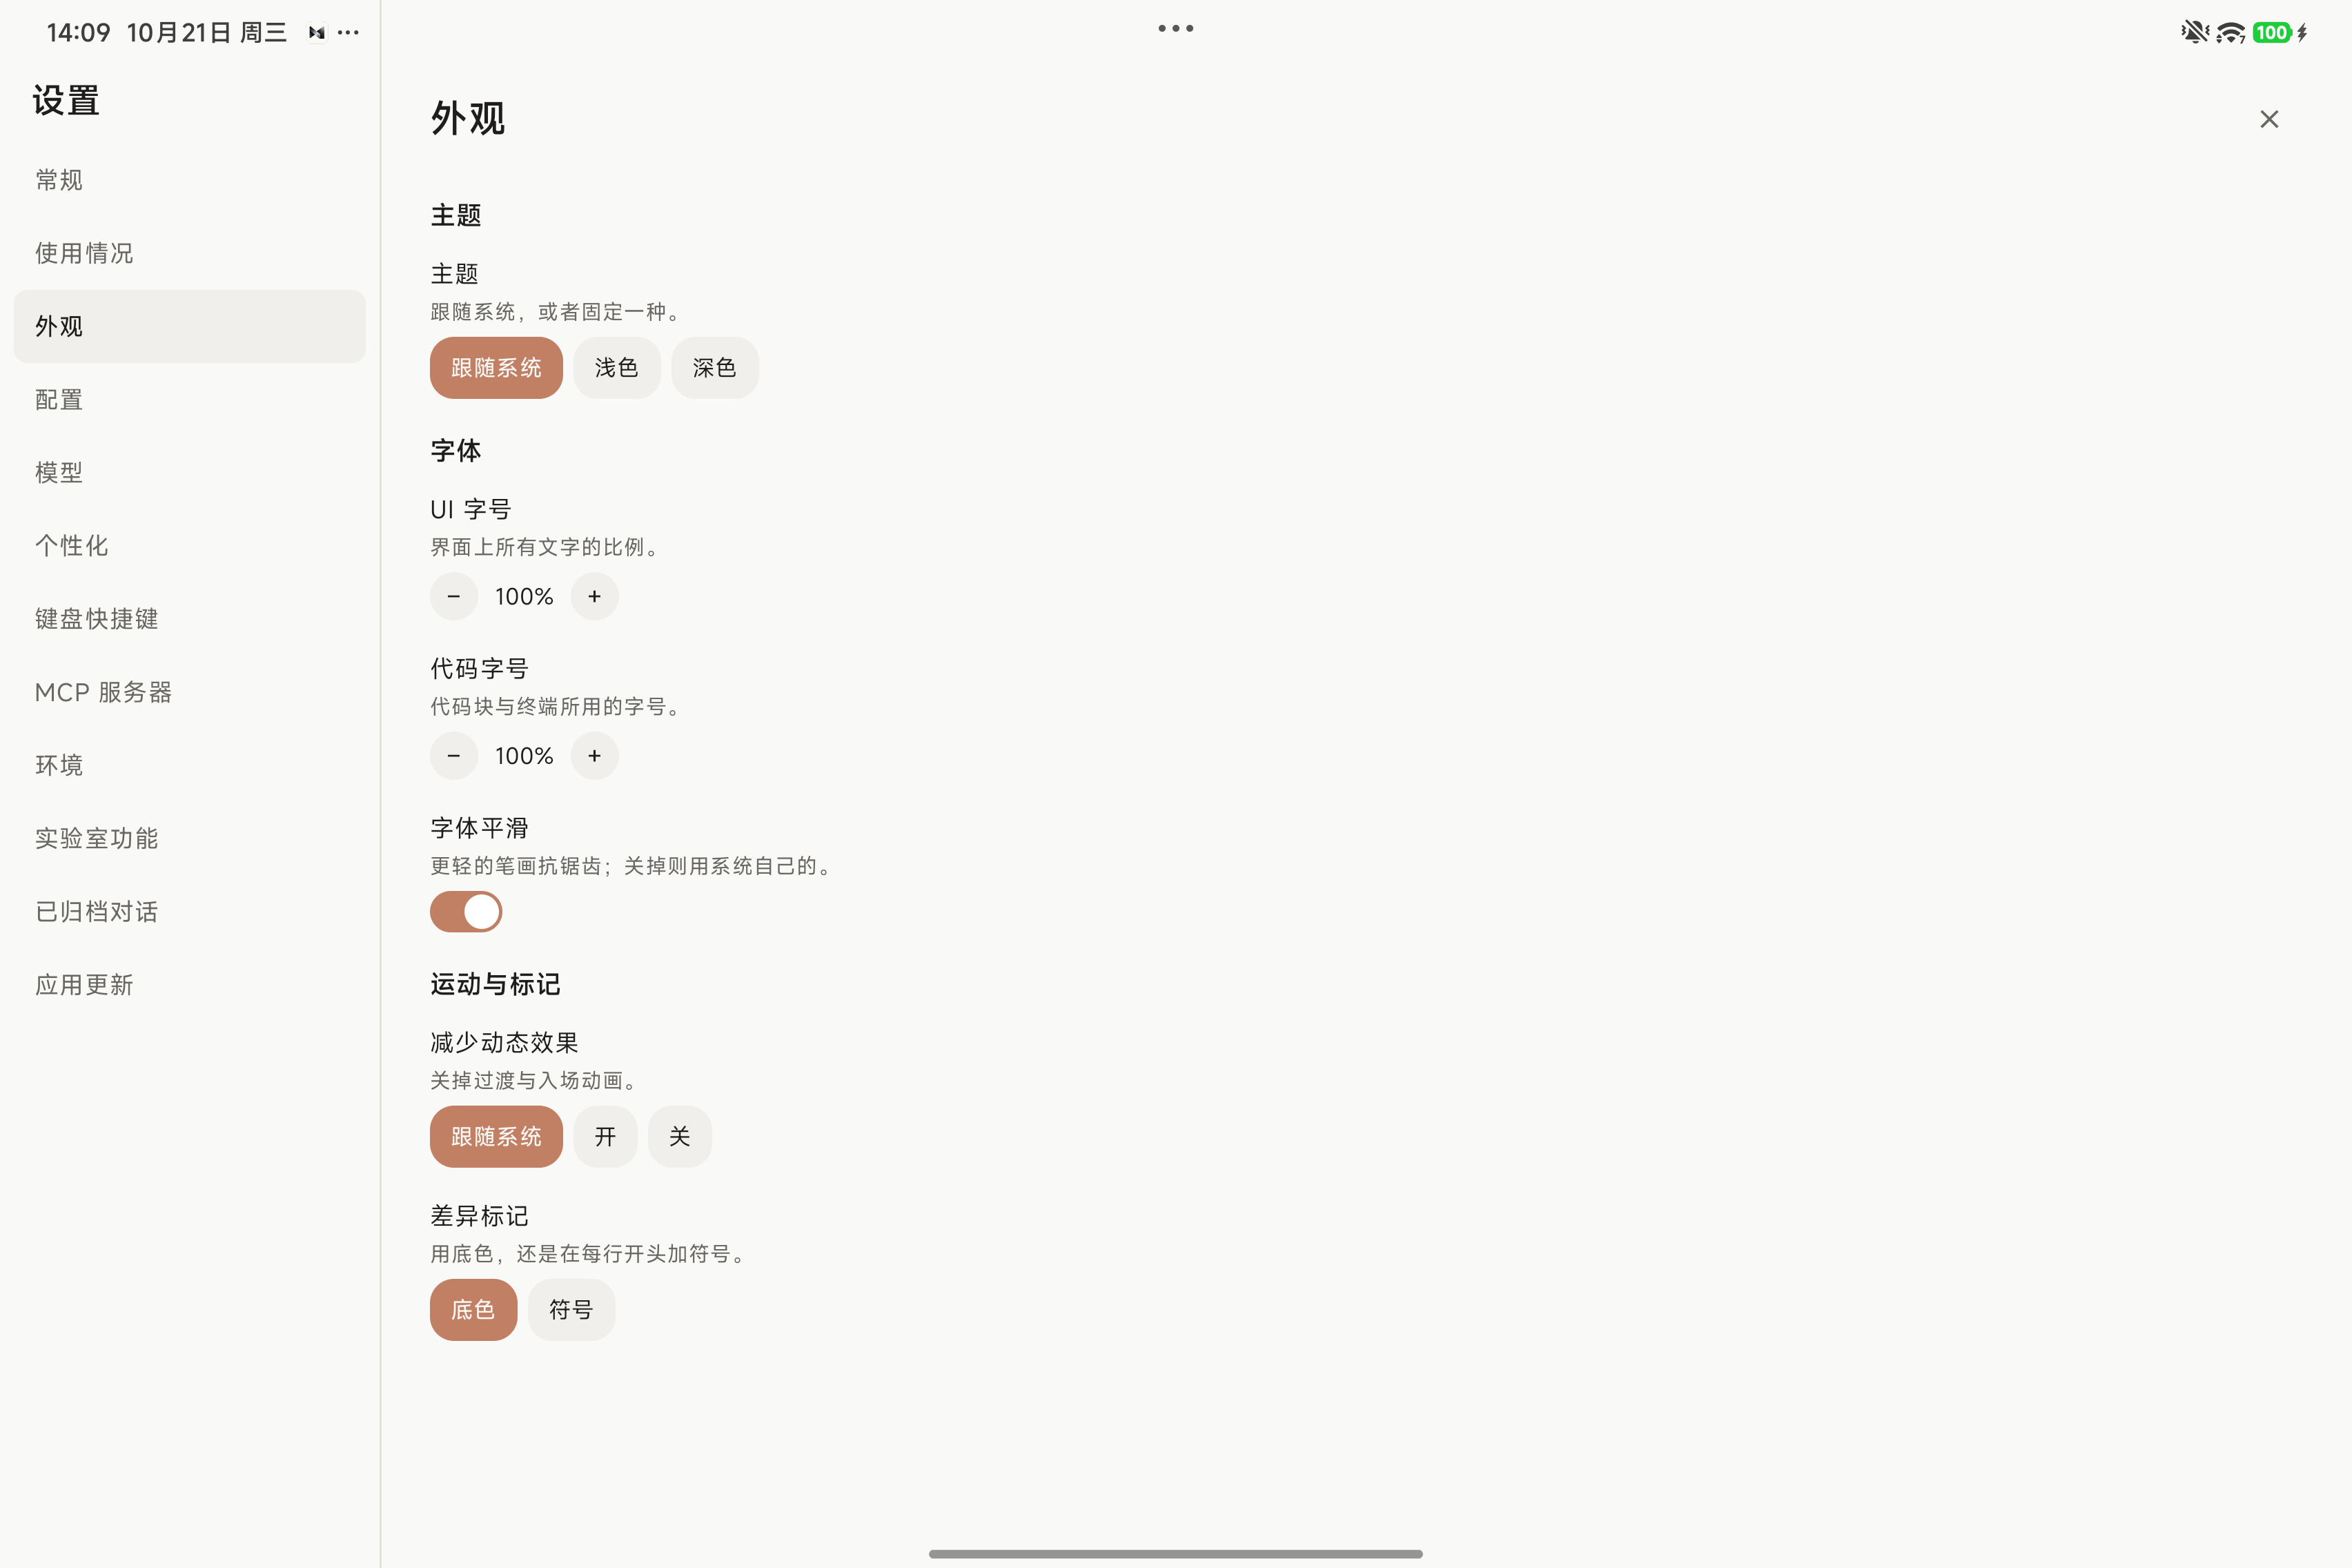 14:09 10月21日 周三
100
设置
常规
使用情况
外观
配置
模型
个性化
键盘快捷键
MCP 服务器
环境
实验室功能
已归档对话
应用更新
外观
主题
主题
跟随系统，或者固定一种。
跟随系统 浅色 深色
字体
UI 字号
界面上所有文字的比例。
− 100% +
代码字号
代码块与终端所用的字号。
− 100% +
字体平滑
更轻的笔画抗锯齿；关掉则用系统自己的。
运动与标记
减少动态效果
关掉过渡与入场动画。
跟随系统 开 关
差异标记
用底色，还是在每行开头加符号。
底色 符号